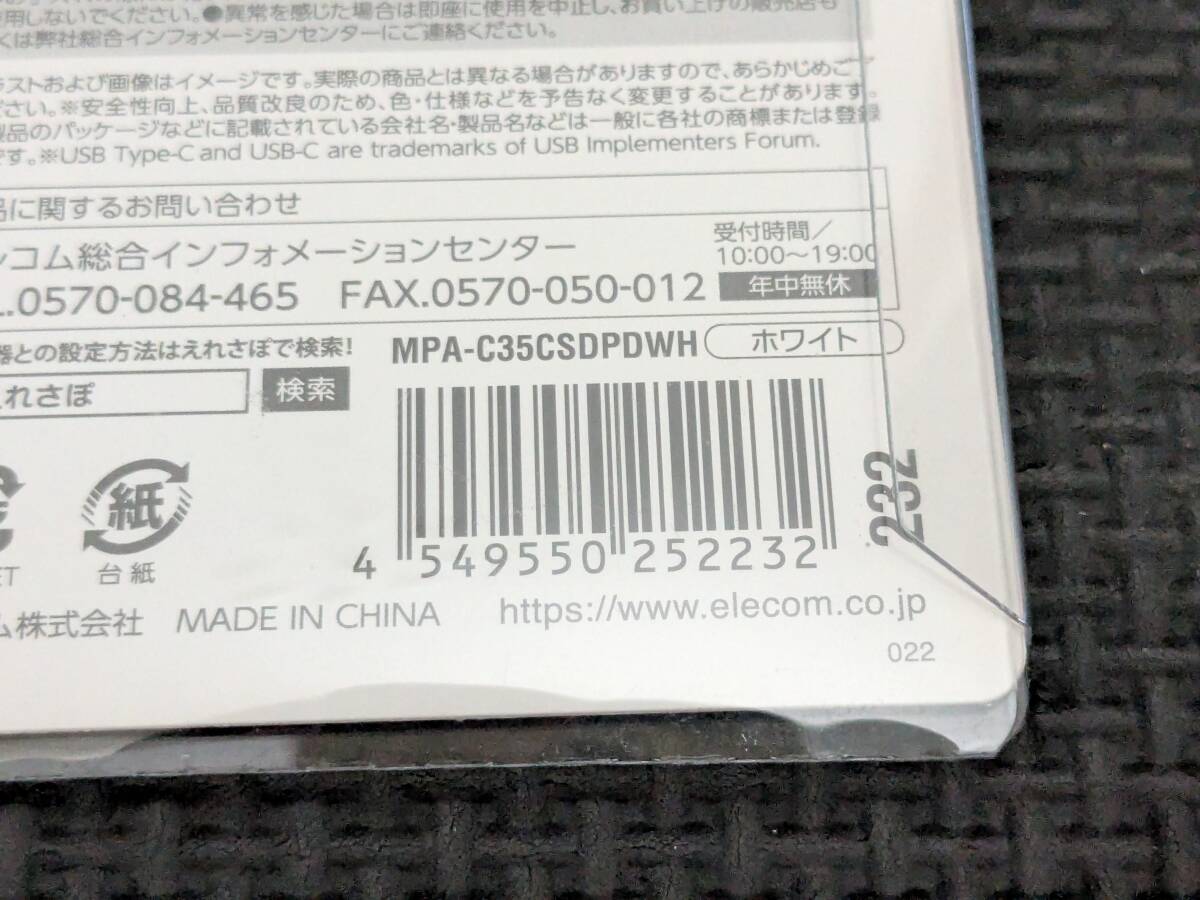 用しないでください。●異常を感じた場合は即座に使用を中止し、お買い上げの販売店も
くは弊社総合インフォメーションセンターにご連絡ください。
ラストおよび画像はイメージです。実際の商品とは異なる場合がありますので、あらかじめご
ださい。※安全性向上、品質改良のため、色・仕様などを予告なく変更することがあります。
製品のパッケージなどに記載されている会社名・製品名などは一般に各社の商標または登録
です。※USB Type-C and USB-C are trademarks of USB Implementers Forum.
品に関するお問い合わせ
レコム総合インフォメーションセンター
受付時間/
10:00~19:00
L.0570-084-465 FAX.0570-050-012
年中無休
器との設定方法はえれさぽで検索!
えれさぽ 検索
MPA-C35CSDPDWH ホワイト
紙
台紙
ET
4 549550 252232
232
ム株式会社 MADE IN CHINA https://www.elecom.co.jp
022